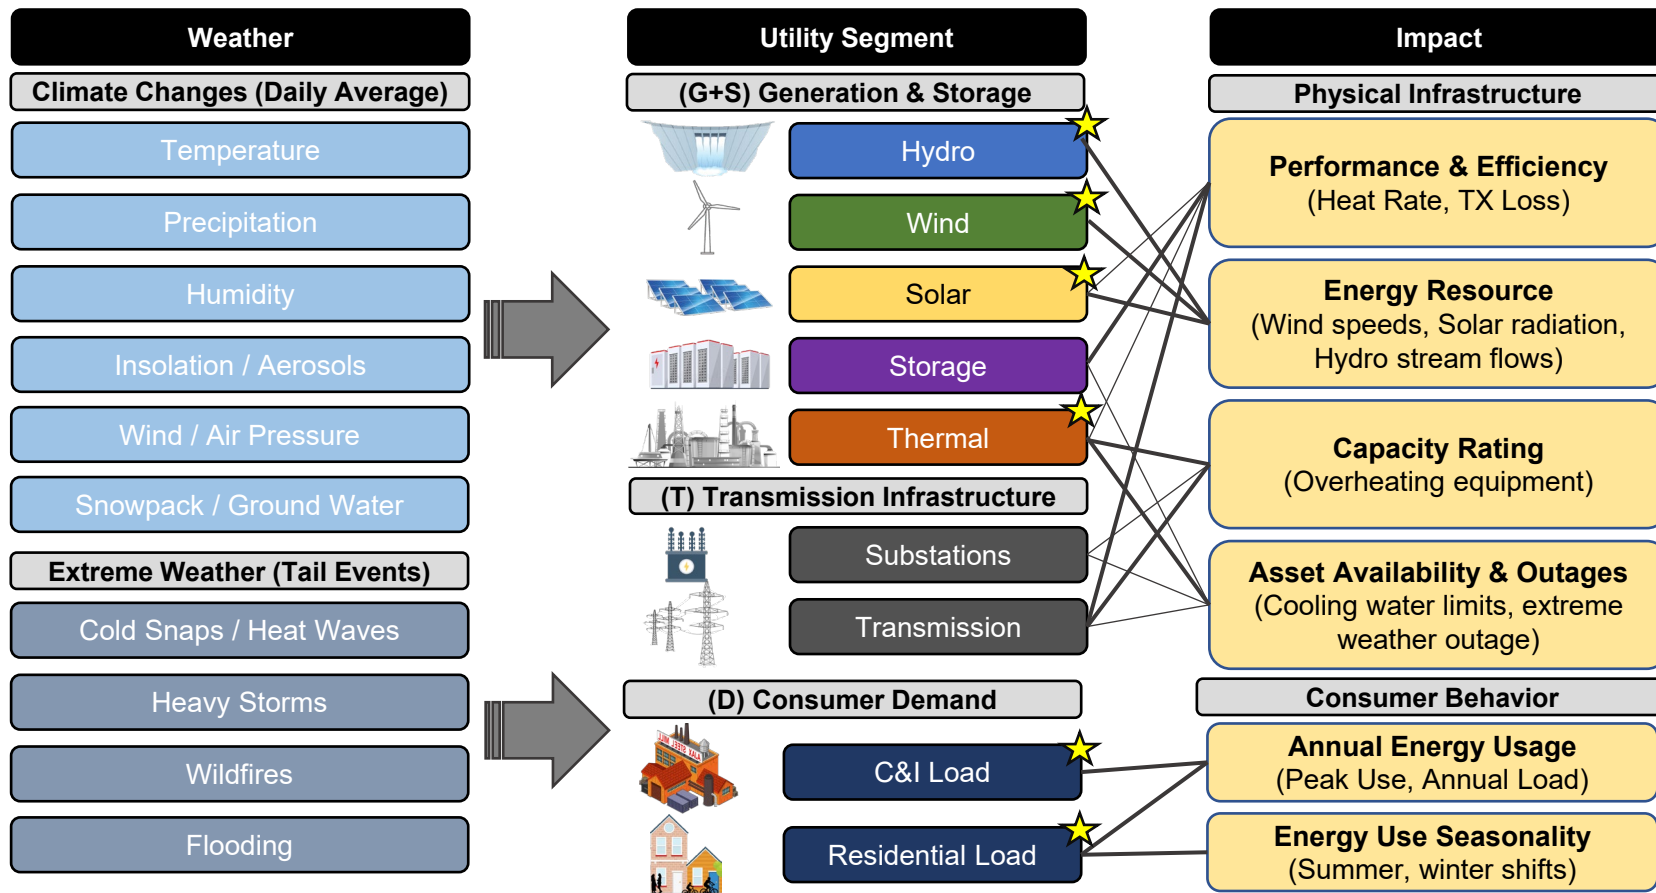 Weather
Climate Changes (Daily Average)
Temperature
Precipitation
Humidity
Insolation / Aerosols
Wind / Air Pressure
Snowpack / Ground Water
Extreme Weather (Tail Events)
Cold Snaps / Heat Waves
Heavy Storms
Wildfires
Flooding
Utility Segment
(G+S) Generation & Storage
Hydro
Wind
Solar
Storage
Thermal
(T) Transmission Infrastructure
Substations
Transmission
(D) Consumer Demand
AJAX STEEL MILL
C&I Load
Residential Load
Impact
Physical Infrastructure
Performance & Efficiency
(Heat Rate, TX Loss)
Energy Resource
(Wind speeds, Solar radiation,
Hydro stream flows)
Capacity Rating
(Overheating equipment)
Asset Availability & Outages
(Cooling water limits, extreme
weather outage)
Consumer Behavior
Annual Energy Usage
(Peak Use, Annual Load)
Energy Use Seasonality
(Summer, winter shifts)